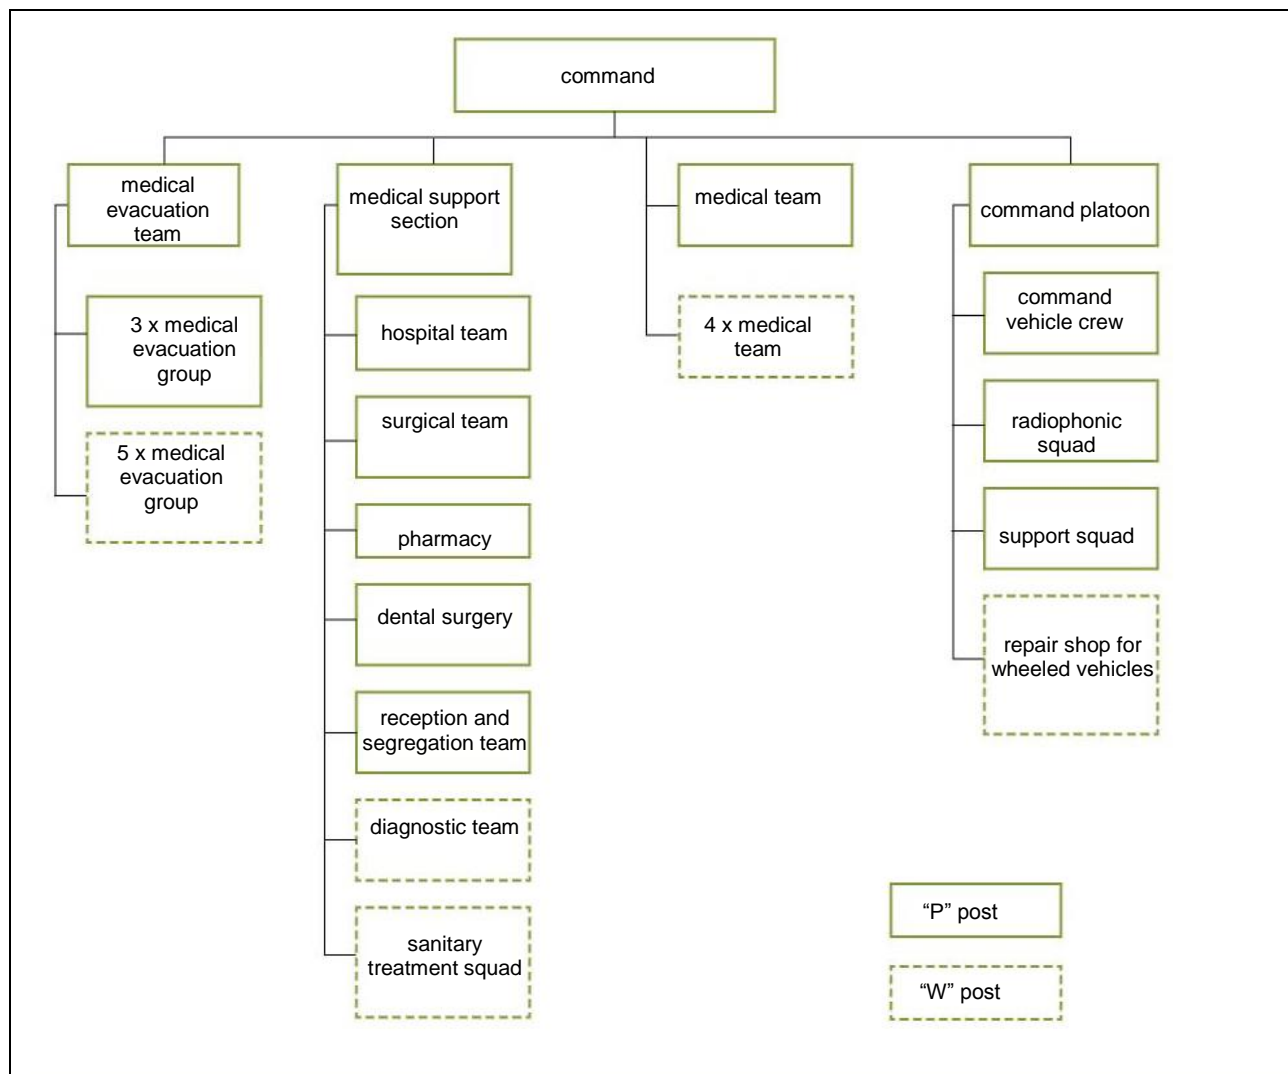 command
medical
evacuation
team
3 x medical
evacuation
group
5 x medical
evacuation
group
medical support
section
hospital team
surgical team
pharmacy
dental surgery
reception and
segregation team
diagnostic team
sanitary
treatment squad
medical team
4 x medical
team
command platoon
command
vehicle crew
radiophonic
squad
support squad
repair shop for
wheeled vehicles
“P” post
“W” post